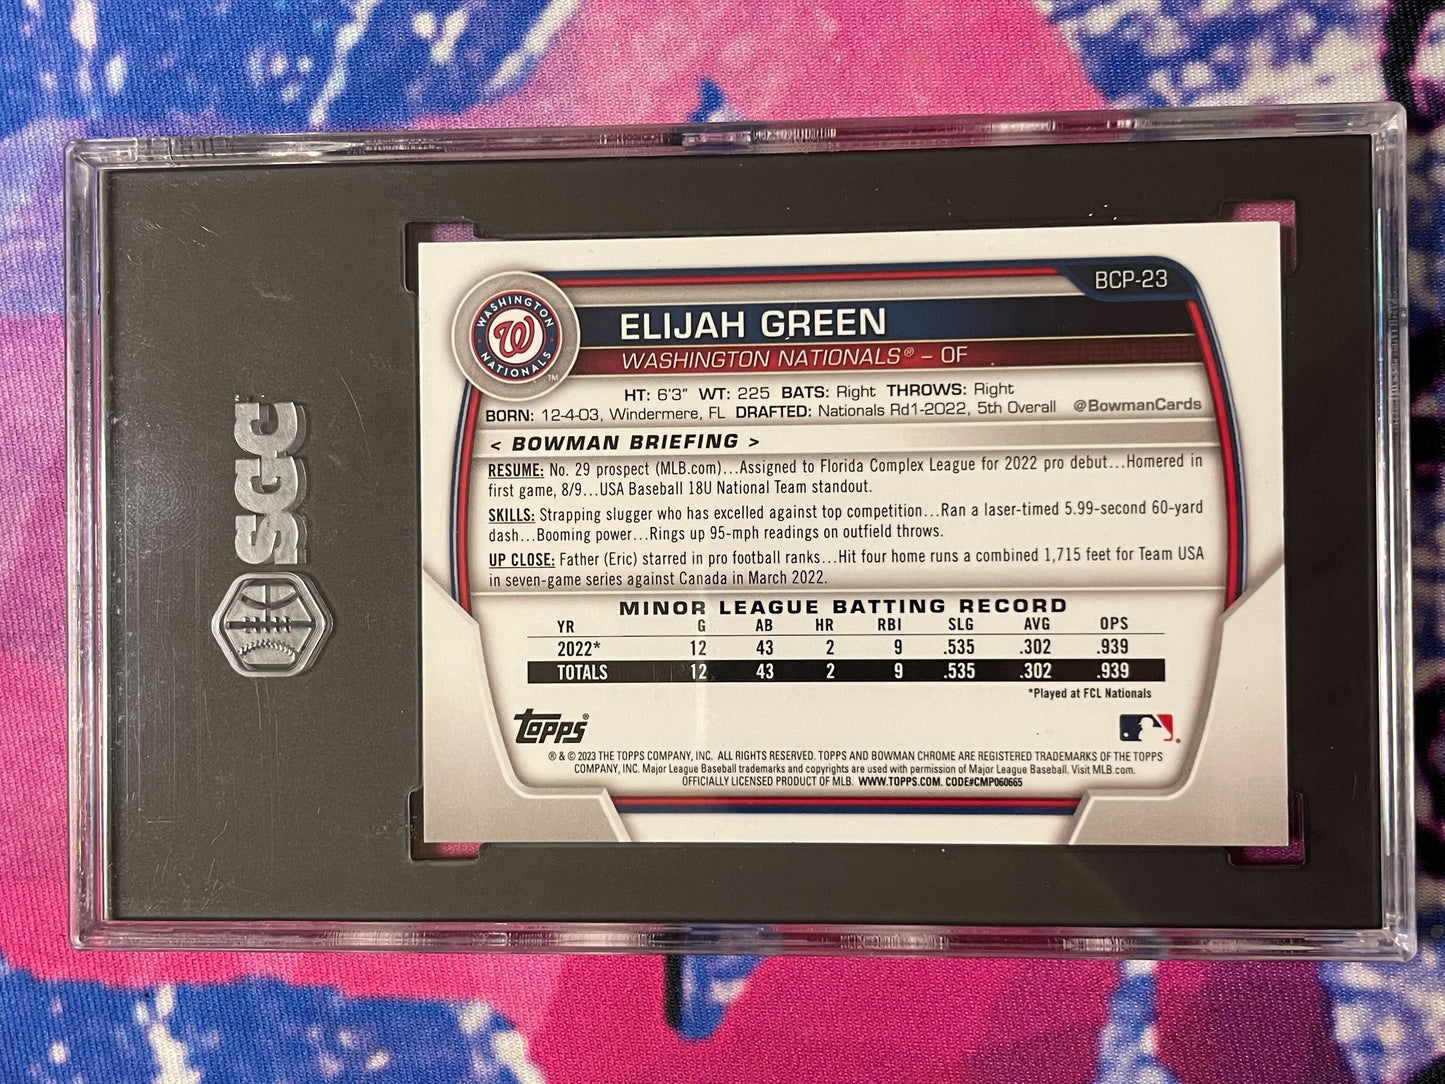 SGC
BCP-23
WASHINGTON NATIONALS
W
™
ELIJAH GREEN
WASHINGTON NATIONALS® – OF
HT: 6'3" WT: 225 BATS: Right THROWS: Right
BORN: 12-4-03, Windermere, FL DRAFTED: Nationals Rd1-2022, 5th Overall @BowmanCards
< BOWMAN BRIEFING >
RESUME: No. 29 prospect (MLB.com)...Assigned to Florida Complex League for 2022 pro debut...Homered in
first game, 8/9...USA Baseball 18U National Team standout.
SKILLS: Strapping slugger who has excelled against top competition...Ran a laser-timed 5.99-second 60-yard
dash...Booming power...Rings up 95-mph readings on outfield throws.
UP CLOSE: Father (Eric) starred in pro football ranks...Hit four home runs a combined 1,715 feet for Team USA
in seven-game series against Canada in March 2022.
MINOR LEAGUE BATTING RECORD
YR G AB HR RBI SLG AVG OPS
2022* 12 43 2 9 .535 .302 .939
TOTALS 12 43 2 9 .535 .302 .939
*Played at FCL Nationals
topps®
® & © 2023 THE TOPPS COMPANY, INC. ALL RIGHTS RESERVED. TOPPS AND BOWMAN CHROME ARE REGISTERED TRADEMARKS OF THE TOPPS
COMPANY, INC. Major League Baseball trademarks and copyrights are used with permission of Major League Baseball. Visit MLB.com.
OFFICIALLY LICENSED PRODUCT OF MLB. WWW.TOPPS.COM. CODE#CMP060665